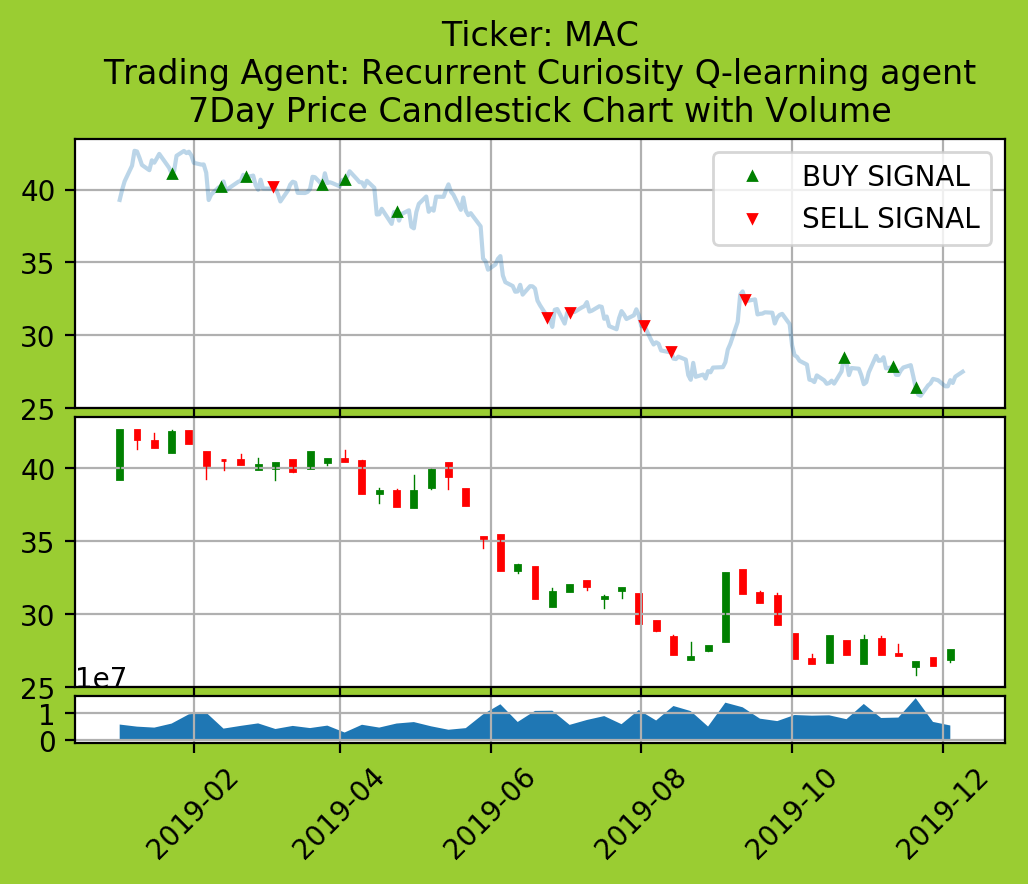 Ticker: MAC
Trading Agent: Recurrent Curiosity Q-learning agent
7Day Price Candlestick Chart with Volume
BUY SIGNAL
SELL SIGNAL
40
35
30
25
40
35
30
25
1e7
1
0
2019-02
2019-04
2019-06
2019-08
2019-10
2019-12